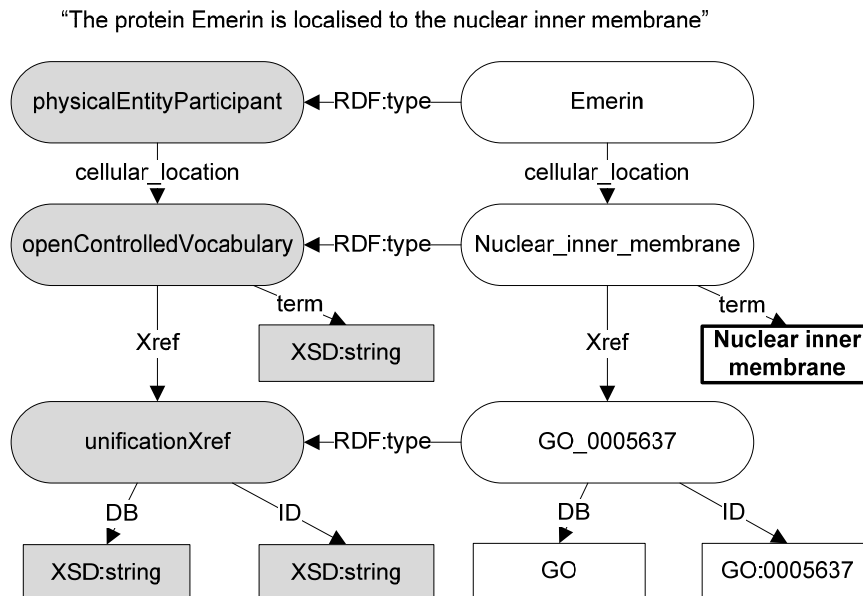 “The protein Emerin is localised to the nuclear inner membrane”
physicalEntityParticipant
RDF:type
Emerin
cellular_location
cellular_location
openControlledVocabulary
RDF:type
Nuclear_inner_membrane
term
term
Xref
XSD:string
Xref
Nuclear inner
membrane
unificationXref
RDF:type
GO_0005637
DB
ID
DB
ID
XSD:string
XSD:string
GO
GO:0005637